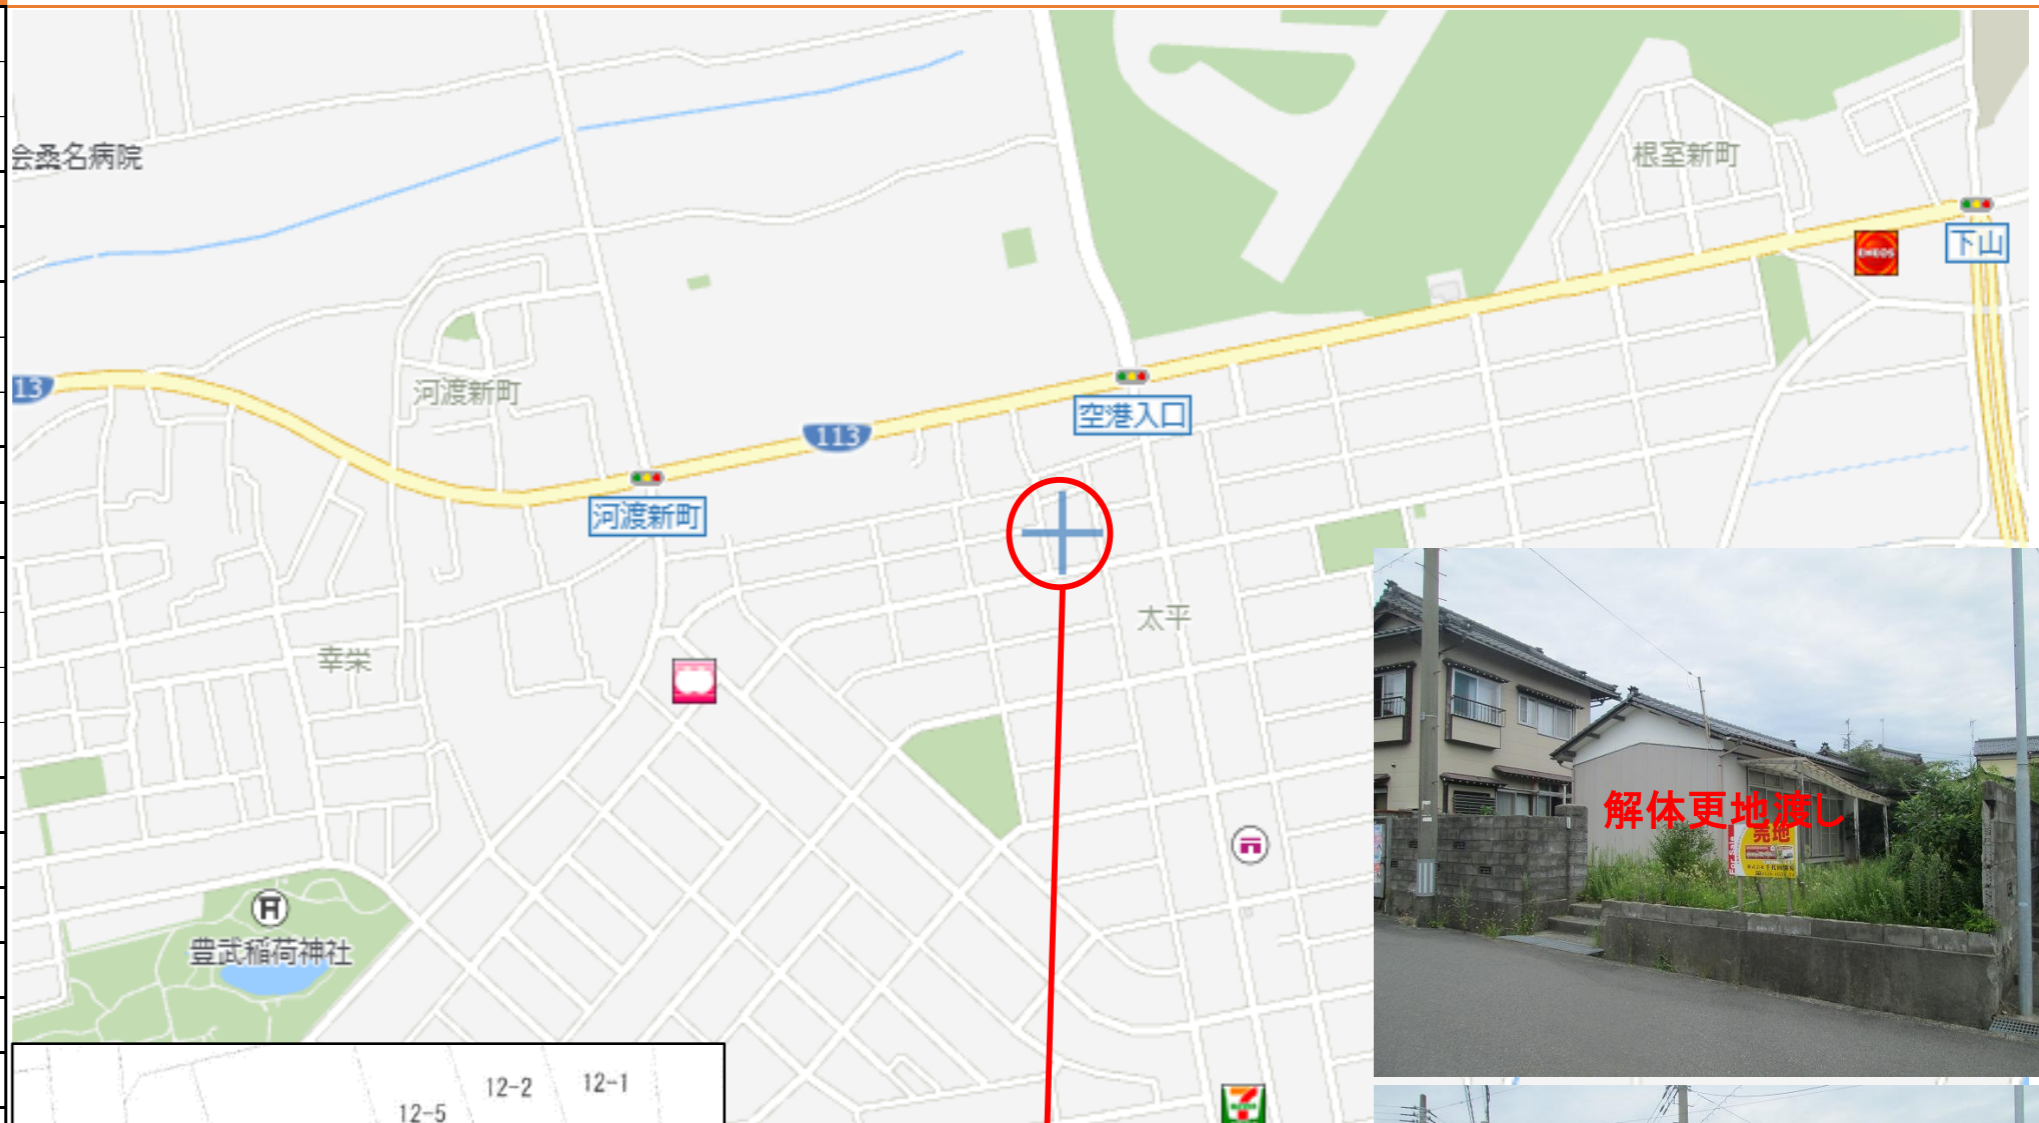 会桑名病院
根室新町
下山
ENEOS
13
河渡新町
113
空港入口
河渡新町
太平
幸栄
解体更地渡し
売地
豊武稲荷神社
12-2
12-1
12-5
7